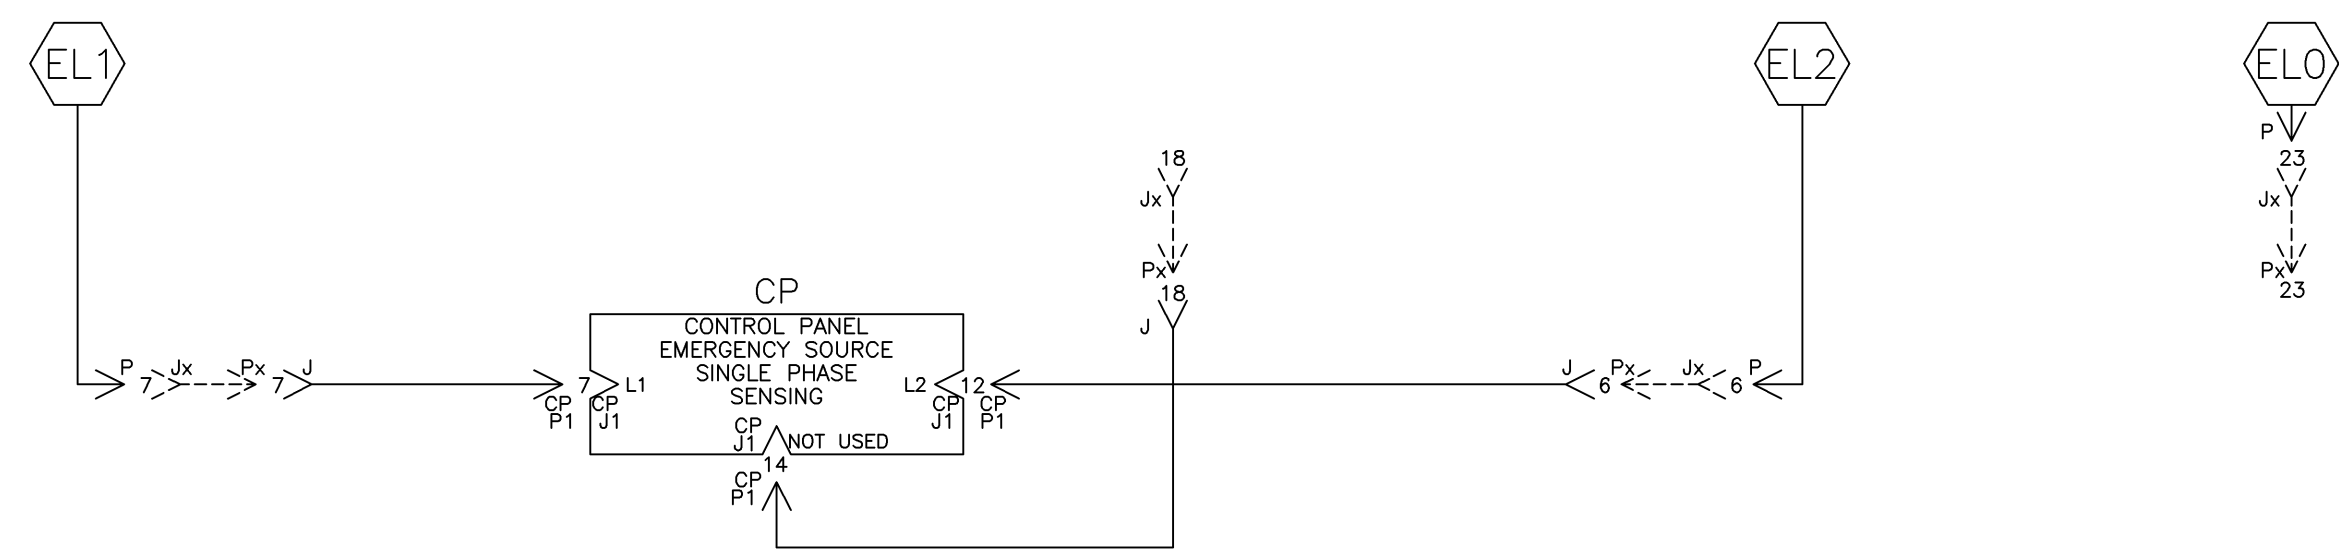 EL1
EL2
EL0
P
23
Jx
Px
23
18
Jx
Px
18
J
CP
CONTROL PANEL
EMERGENCY SOURCE
SINGLE PHASE
SENSING
P 7 Jx Px 7 J
7 L1
CP CP
P1 J1
L2 12
CP CP
J1 P1
J 6 Px Jx 6 P
CP
J1 NOT USED
14
CP
P1